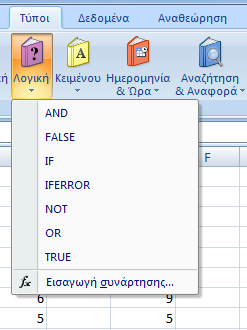 Τύποι Δεδομένα Αναθεώρηση
Λογική Κειμένου Ημερομηνία & Ώρα Αναζήτηση & Αναφορά
F
AND
FALSE
IF
IFERROR
NOT
OR
TRUE
fx Εισαγωγή συνάρτησης...
6 9
5 5